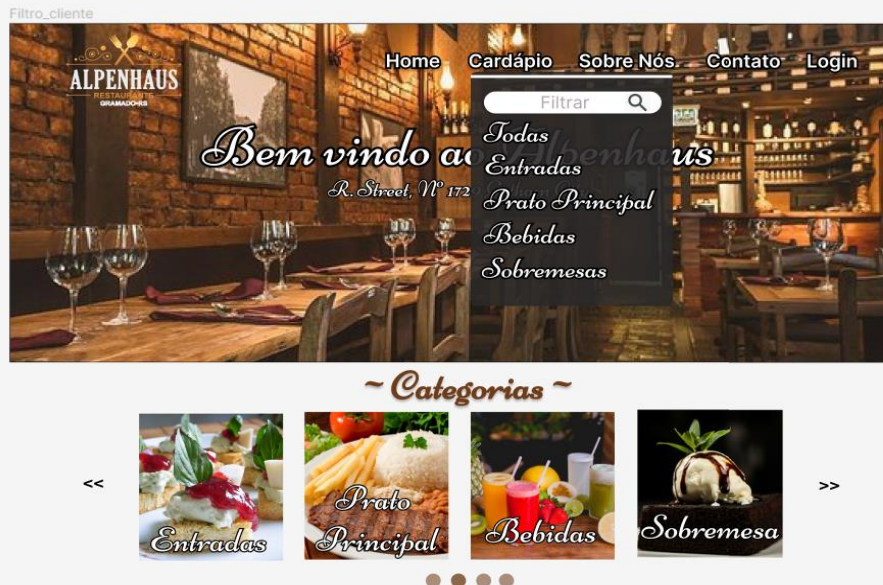 Filtro_cliente
ALPENHAUS
RESTAURANTE
GRAMADO-RS
Home Cardápio Sobre Nós Contato Login
Filtrar
Todas
Entradas
Prato Principal
Bebidas
Sobremesas
Bem vindo ao Alpenhaus
R. Street, Nº 172
~ Categorias ~
<<
Entradas
Prato
Principal
Bebidas
Sobremesa
>>